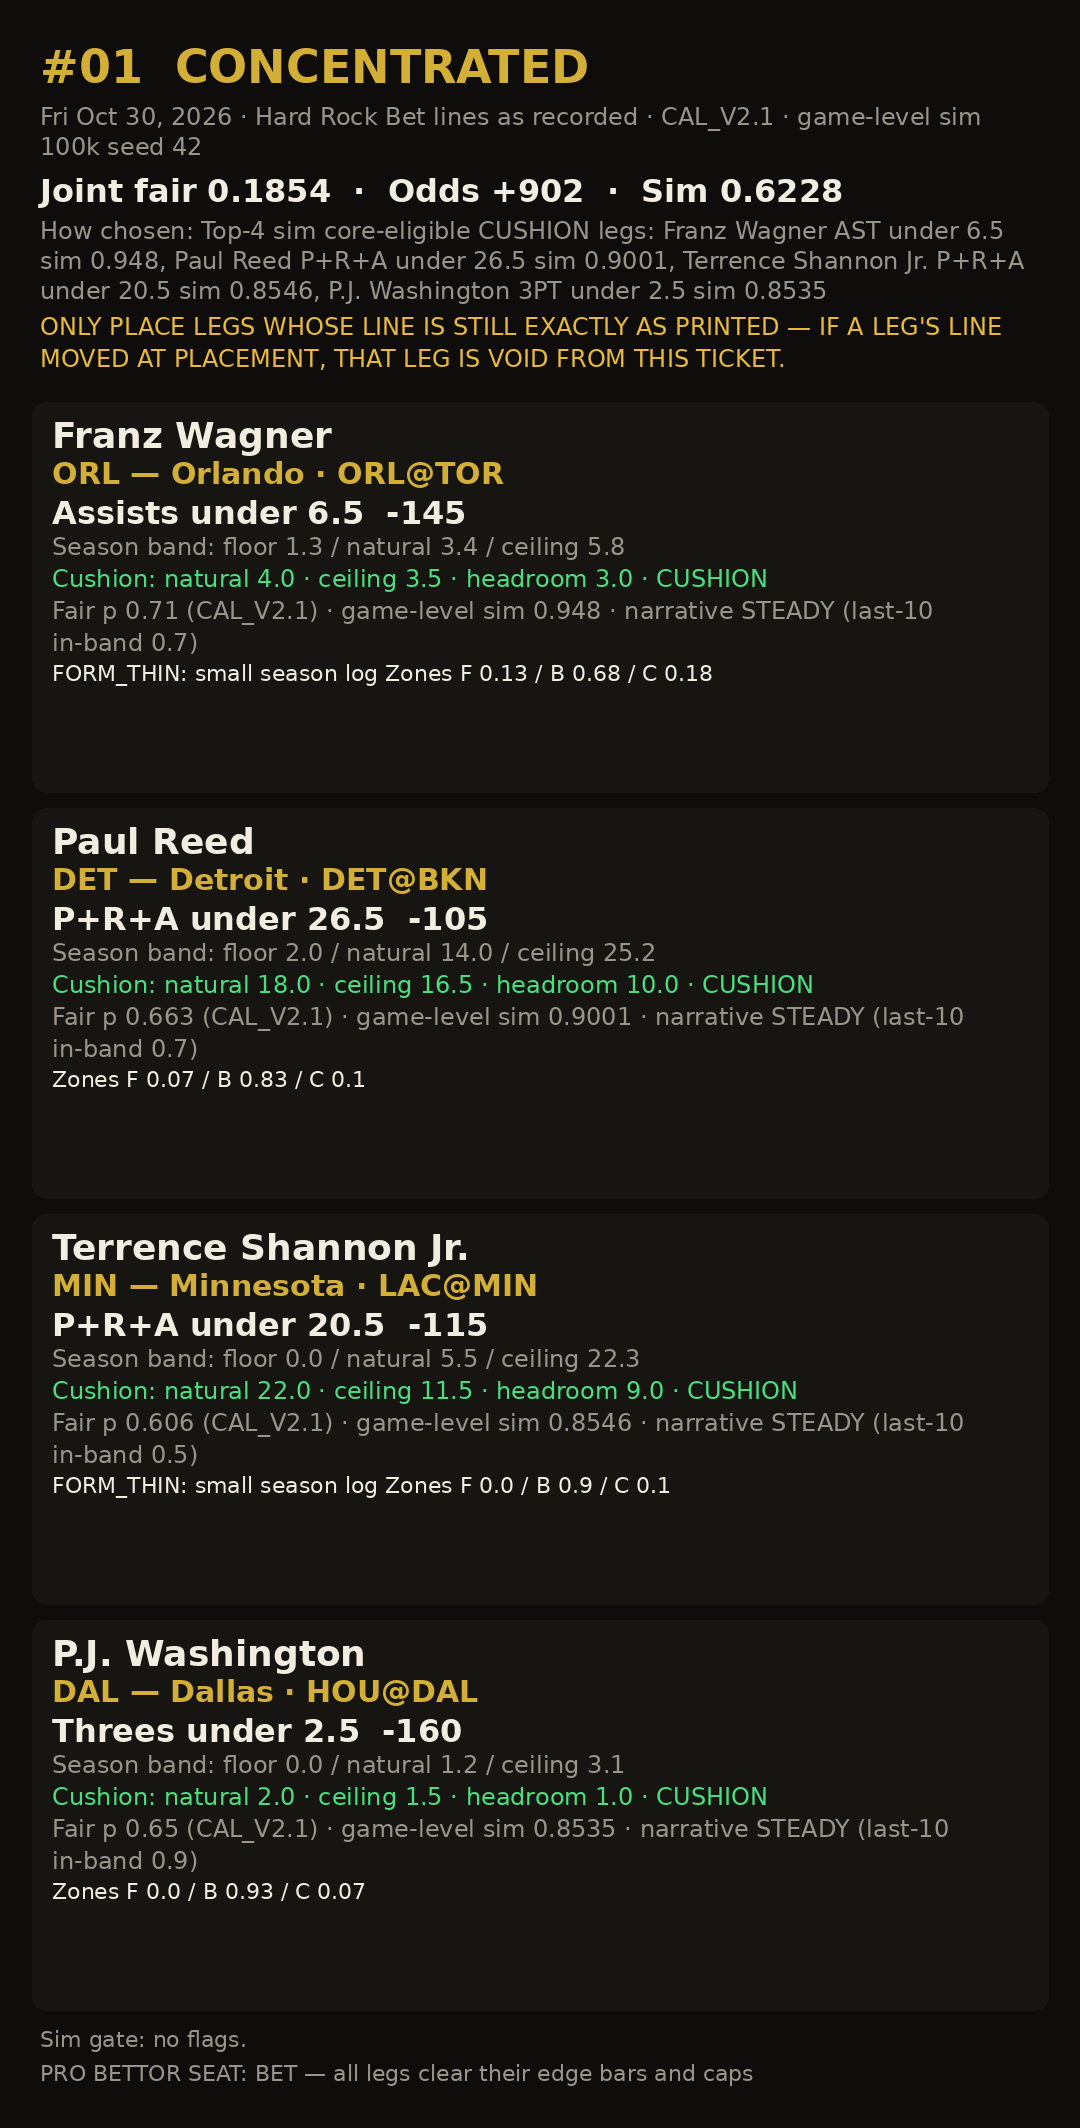 #01 CONCENTRATED
Fri Oct 30, 2026 · Hard Rock Bet lines as recorded · CAL_V2.1 · game-level sim
100k seed 42
Joint fair 0.1854 · Odds +902 · Sim 0.6228
How chosen: Top-4 sim core-eligible CUSHION legs: Franz Wagner AST under 6.5
sim 0.948, Paul Reed P+R+A under 26.5 sim 0.9001, Terrence Shannon Jr. P+R+A
under 20.5 sim 0.8546, P.J. Washington 3PT under 2.5 sim 0.8535
ONLY PLACE LEGS WHOSE LINE IS STILL EXACTLY AS PRINTED — IF A LEG'S LINE
MOVED AT PLACEMENT, THAT LEG IS VOID FROM THIS TICKET.
Franz Wagner
ORL — Orlando · ORL@TOR
Assists under 6.5 -145
Season band: floor 1.3 / natural 3.4 / ceiling 5.8
Cushion: natural 4.0 · ceiling 3.5 · headroom 3.0 · CUSHION
Fair p 0.71 (CAL_V2.1) · game-level sim 0.948 · narrative STEADY (last-10
in-band 0.7)
FORM_THIN: small season log Zones F 0.13 / B 0.68 / C 0.18
Paul Reed
DET — Detroit · DET@BKN
P+R+A under 26.5 -105
Season band: floor 2.0 / natural 14.0 / ceiling 25.2
Cushion: natural 18.0 · ceiling 16.5 · headroom 10.0 · CUSHION
Fair p 0.663 (CAL_V2.1) · game-level sim 0.9001 · narrative STEADY (last-10
in-band 0.7)
Zones F 0.07 / B 0.83 / C 0.1
Terrence Shannon Jr.
MIN — Minnesota · LAC@MIN
P+R+A under 20.5 -115
Season band: floor 0.0 / natural 5.5 / ceiling 22.3
Cushion: natural 22.0 · ceiling 11.5 · headroom 9.0 · CUSHION
Fair p 0.606 (CAL_V2.1) · game-level sim 0.8546 · narrative STEADY (last-10
in-band 0.5)
FORM_THIN: small season log Zones F 0.0 / B 0.9 / C 0.1
P.J. Washington
DAL — Dallas · HOU@DAL
Threes under 2.5 -160
Season band: floor 0.0 / natural 1.2 / ceiling 3.1
Cushion: natural 2.0 · ceiling 1.5 · headroom 1.0 · CUSHION
Fair p 0.65 (CAL_V2.1) · game-level sim 0.8535 · narrative STEADY (last-10
in-band 0.9)
Zones F 0.0 / B 0.93 / C 0.07
Sim gate: no flags.
PRO BETTOR SEAT: BET — all legs clear their edge bars and caps